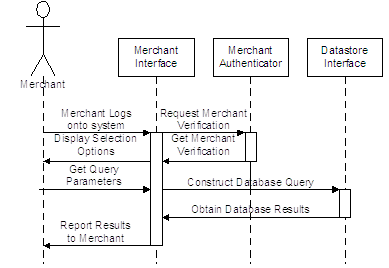 Merchant
Interface
Merchant
Authenticator
Datastore
Interface
Merchant
Merchant Logs
onto system
Request Merchant
Verification
Display Selection
Options
Get Merchant
Verification
Get Query
Parameters
Construct Database Query
Obtain Database Results
Report Results
to Merchant